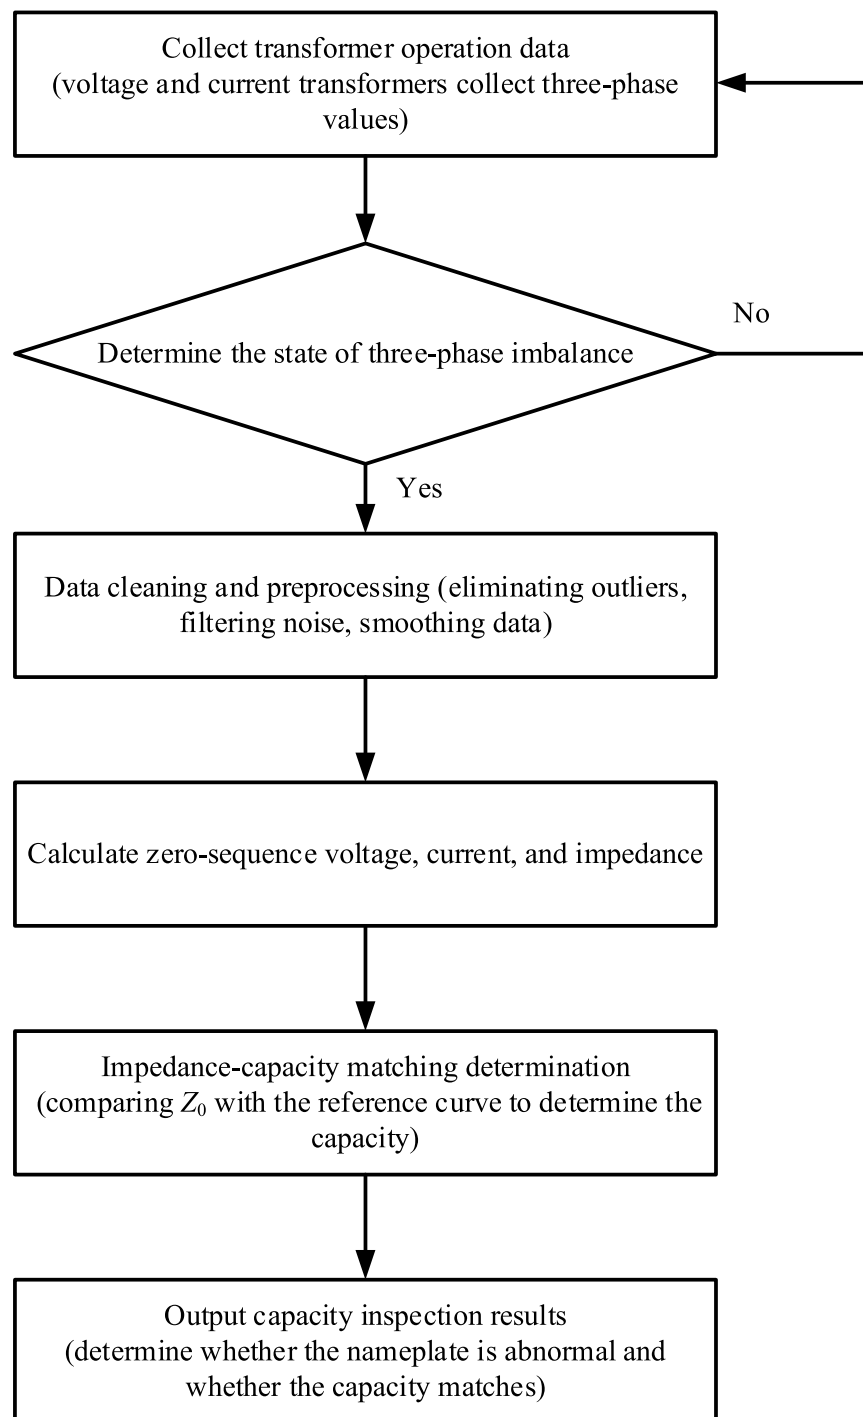 Collect transformer operation data
(voltage and current transformers collect three-phase
values)
No
Determine the state of three-phase imbalance
Yes
Data cleaning and preprocessing (eliminating outliers,
filtering noise, smoothing data)
Calculate zero-sequence voltage, current, and impedance
Impedance-capacity matching determination
(comparing Z₀ with the reference curve to determine the
capacity)
Output capacity inspection results
(determine whether the nameplate is abnormal and
whether the capacity matches)